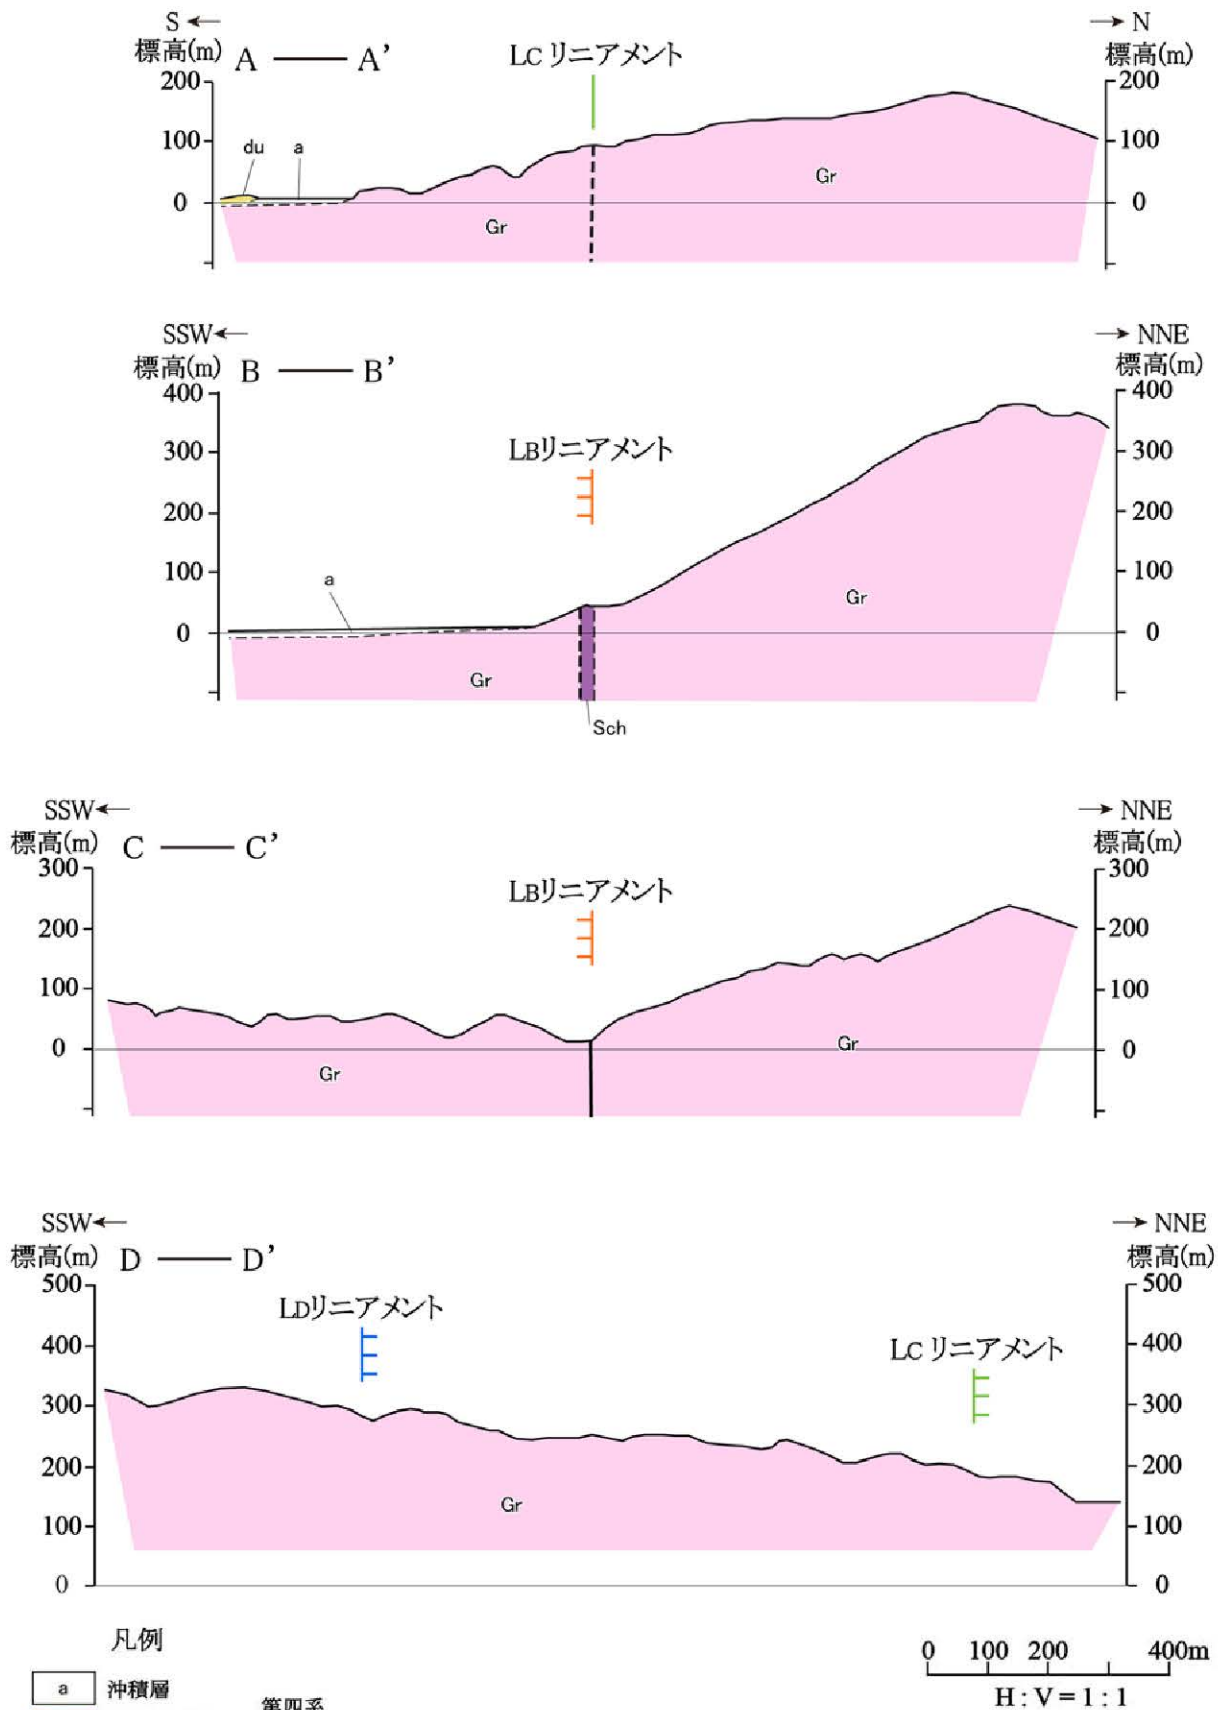 S ← → N
標高(m) A —— A’ LC リニアメント 標高(m)
200 200
du a
100 100
Gr
0 0
Gr
SSW← → NNE
標高(m) B —— B’ 標高(m)
400 400
LBリニアメント
300 300
200 200
100 100
a
Gr
0 0
Gr
Sch
SSW← → NNE
標高(m) C —— C’ 標高(m)
300 300
LBリニアメント
200 200
100 100
0 0
Gr Gr
SSW← → NNE
標高(m) D —— D’ 標高(m)
500 500
LDリニアメント
400 400
LC リニアメント
300 300
200 200
Gr
100 100
0 0
凡例
0 100 200 400m
a 沖積層
H : V = 1 : 1
第四系